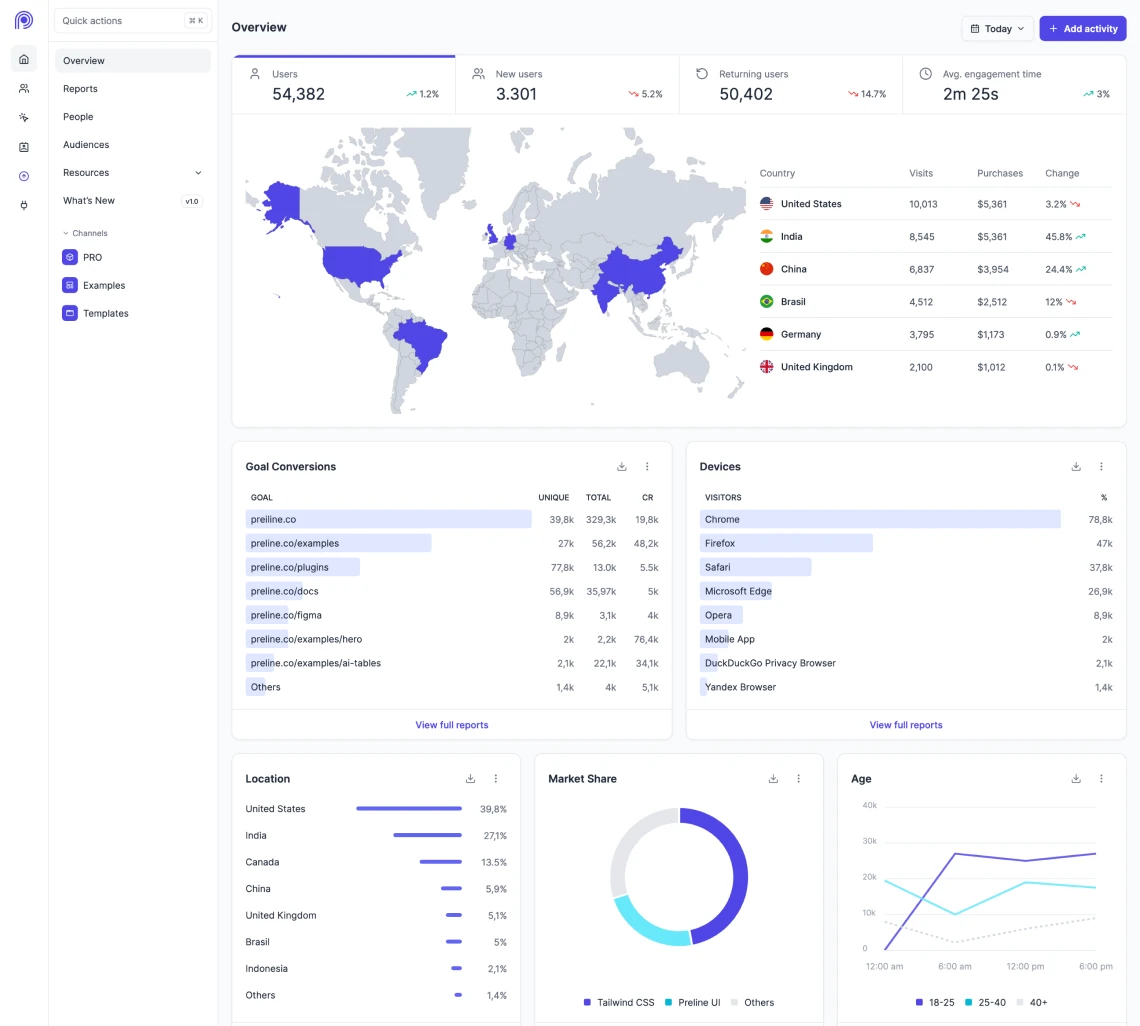 Quick actions
⌘ K
Overview
Reports
People
Audiences
Resources
What's New
v1.0
Channels
PRO
Examples
Templates
Overview
Today
Add activity
Users
54,382
1.2%
New users
3.301
5.2%
Returning users
50,402
14.7%
Avg. engagement time
2m 25s
3%
Country Visits Purchases Change
United States 10,013 $5,361 3.2%
India 8,545 $5,361 45.8%
China 6,837 $3,954 24.4%
Brasil 4,512 $2,512 12%
Germany 3,795 $1,173 0.9%
United Kingdom 2,100 $1,012 0.1%
Goal Conversions
GOAL UNIQUE TOTAL CR
preiline.co 39,8k 329,3k 19,8k
preline.co/examples 27k 56,2k 48,2k
preline.co/plugins 77,8k 13.0k 5.5k
preline.co/docs 56,9k 35,97k 5k
preline.co/figma 8,9k 3,1k 4k
preline.co/examples/hero 2k 2,2k 76,4k
preline.co/examples/ai-tables 2,1k 22,1k 34,1k
Others 1,4k 4k 5,1k
View full reports
Devices
VISITORS %
Chrome 78,8k
Firefox 47k
Safari 37,8k
Microsoft Edge 26,9k
Opera 8,9k
Mobile App 2k
DuckDuckGo Privacy Browser 2,1k
Yandex Browser 1,4k
View full reports
Location
United States 39,8%
India 27,1%
Canada 13.5%
China 5,9%
United Kingdom 5,1%
Brasil 5%
Indonesia 2,1%
Others 1,4%
Market Share
Tailwind CSS Preline UI Others
Age
40k
30k
20k
10k
0
12:00 am 6:00 am 12:00 pm 6:00 pm
18-25 25-40 40+